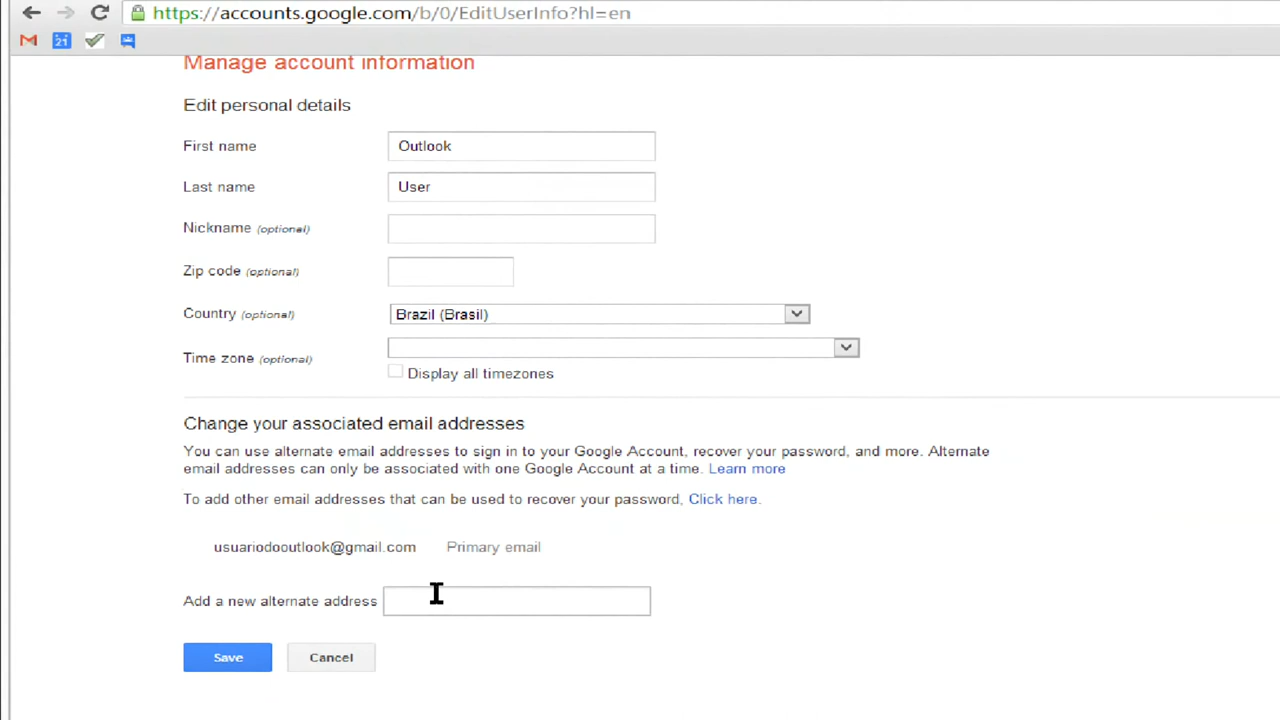 https://accounts.google.com/b/0/EditUserInfo?hl=en
21
Manage account information
Edit personal details
First name
Outlook
Last name
User
Nickname (optional)
Zip code (optional)
Country (optional)
Brazil (Brasil)
Time zone (optional)
Display all timezones
Change your associated email addresses
You can use alternate email addresses to sign in to your Google Account, recover your password, and more. Alternate
email addresses can only be associated with one Google Account at a time. Learn more
To add other email addresses that can be used to recover your password, Click here.
usuariodooutlook@gmail.com Primary email
Add a new alternate address
Save Cancel